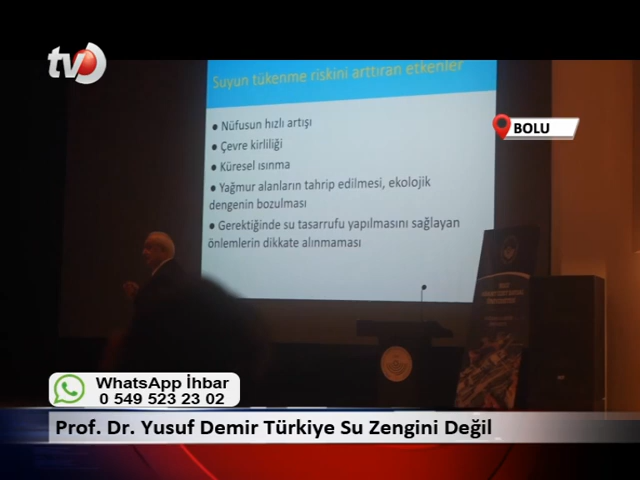 tv
Suyun tükenme riskini arttıran etkenler
● Nüfusun hızlı artışı
● Çevre kirliliği
● Küresel ısınma
● Yağmur alanların tahrip edilmesi, ekolojik
dengenin bozulması
● Gerektiğinde su tasarrufu yapılmasını sağlayan
önlemlerin dikkate alınmaması
BOLU
WhatsApp İhbar
0 549 523 23 02
Prof. Dr. Yusuf Demir Türkiye Su Zengini Değil